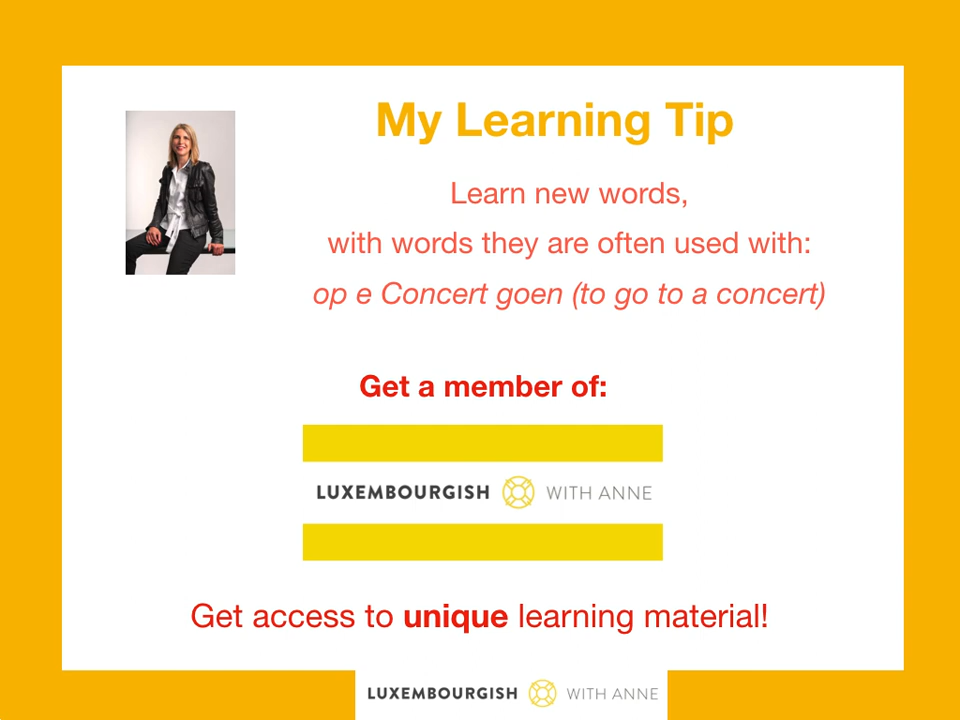 My Learning Tip
Learn new words,
with words they are often used with:
op e Concert goen (to go to a concert)
Get a member of:
LUXEMBOURGISH WITH ANNE
Get access to unique learning material!
LUXEMBOURGISH WITH ANNE